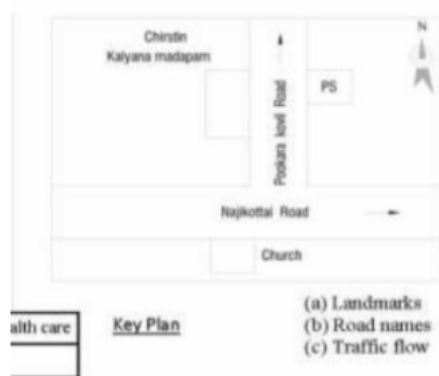 N
Chirstin
Kalyana madapam
PS
Pookara kovil Road
Najikottai Road
Church
alth care
Key Plan
(a) Landmarks
(b) Road names
(c) Traffic flow